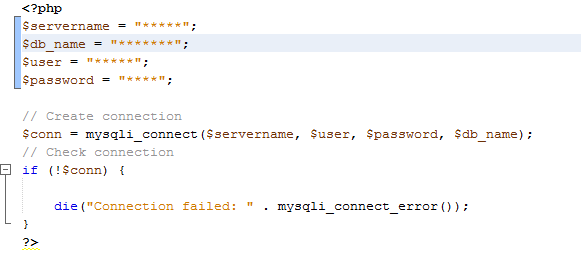 <?php
$servername = "*****";
$db_name = "*******";
$user = "*****";
$password = "****";
// Create connection
$conn = mysqli_connect($servername, $user, $password, $db_name);
// Check connection
if (!$conn) {
die("Connection failed: " . mysqli_connect_error());
}
?>